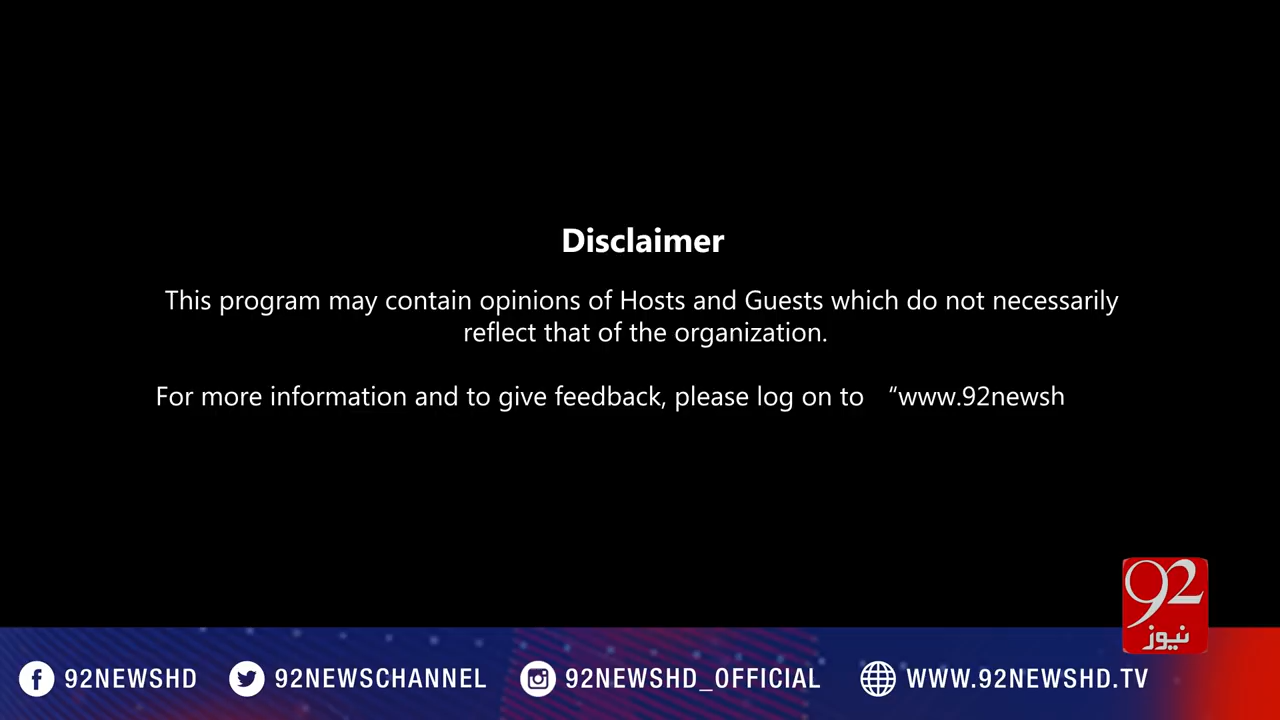 Disclaimer
This program may contain opinions of Hosts and Guests which do not necessarily
reflect that of the organization.
For more information and to give feedback, please log on to “www.92newsh
92
نیوز
92NEWSHD
92NEWSCHANNEL
92NEWSHD_OFFICIAL
WWW.92NEWSHD.TV